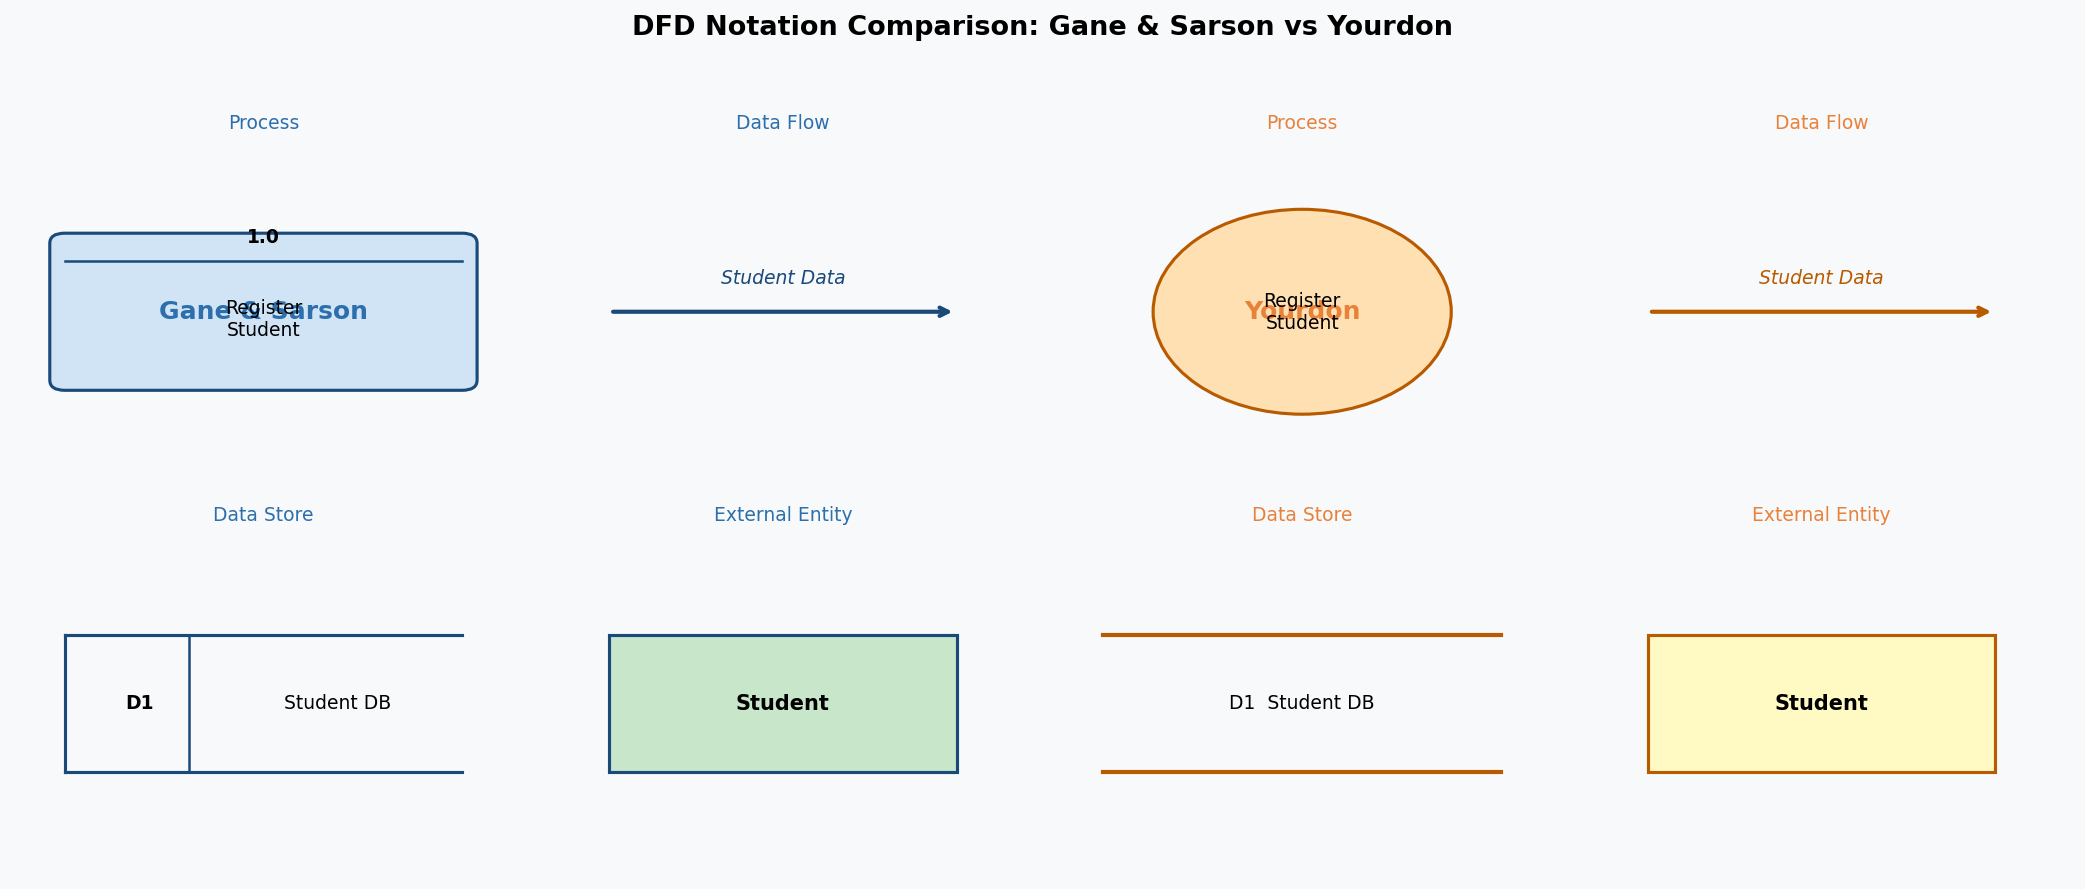 DFD Notation Comparison: Gane & Sarson vs Yourdon
Process
Data Flow
Process
Data Flow
1.0
Gane & Sarson
Register
Student
Student Data
Yourdon
Register
Student
Student Data
Data Store
External Entity
Data Store
External Entity
D1
Student DB
Student
D1  Student DB
Student